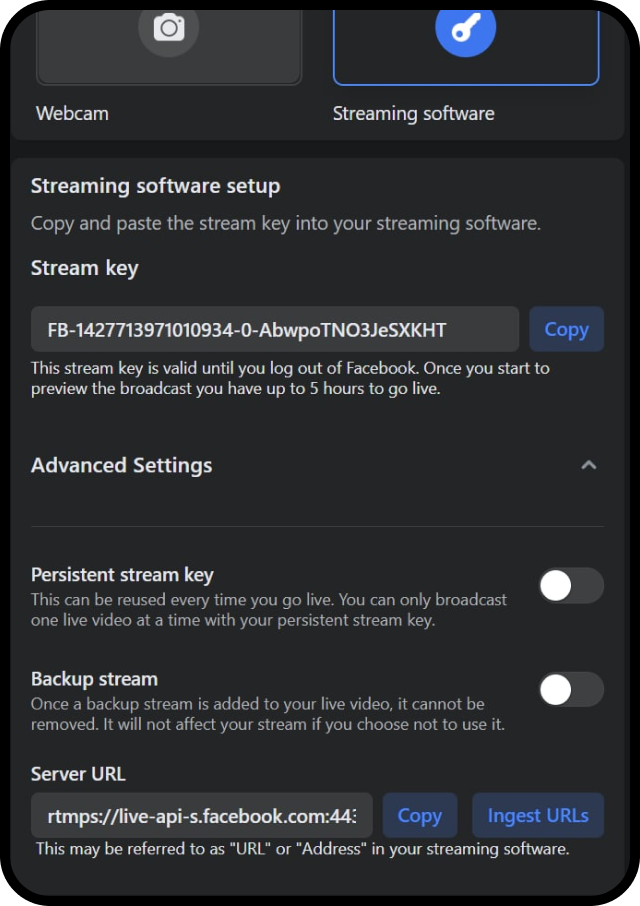 Webcam
Streaming software
Streaming software setup
Copy and paste the stream key into your streaming software.
Stream key
FB-1427713971010934-0-AbwpoTNO3JeSXKHT
Copy
This stream key is valid until you log out of Facebook. Once you start to
preview the broadcast you have up to 5 hours to go live.
Advanced Settings
Persistent stream key
This can be reused every time you go live. You can only broadcast
one live video at a time with your persistent stream key.
Backup stream
Once a backup stream is added to your live video, it cannot be
removed. It will not affect your stream if you choose not to use it.
Server URL
rtmps://live-api-s.facebook.com:443
Copy
Ingest URLs
This may be referred to as "URL" or "Address" in your streaming software.